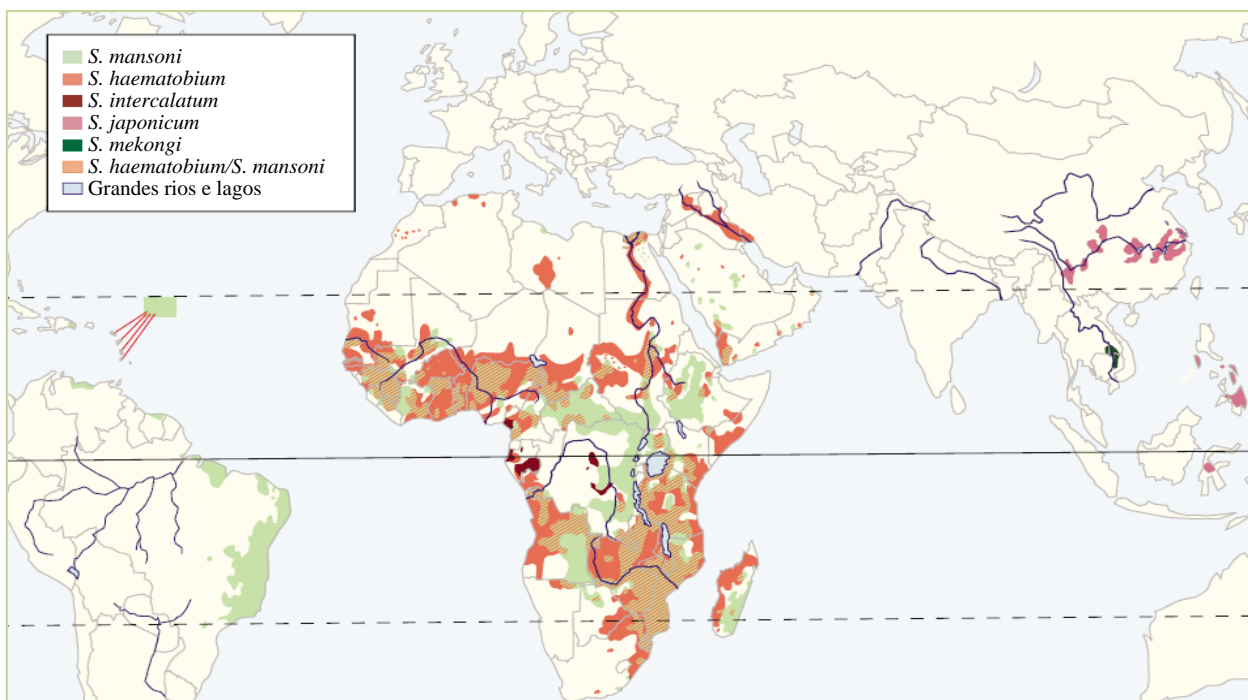 S. mansoni
S. haematobium
S. intercalatum
S. japonicum
S. mekongi
S. haematobium/S. mansoni
Grandes rios e lagos